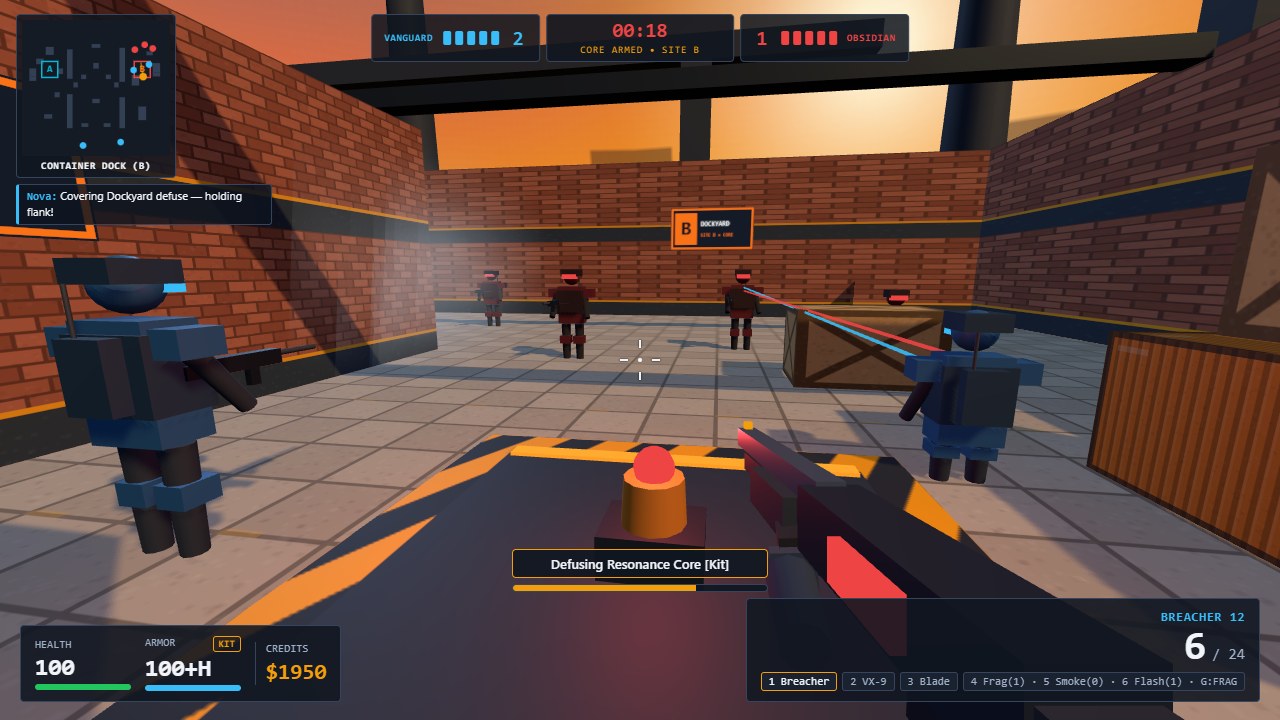 A
B
CONTAINER DOCK (B)
Nova: Covering Dockyard defuse — holding
flank!
VANGUARD 2
00:18
CORE ARMED • SITE B
1 OBSIDIAN
B DOCKYARD
Defusing Resonance Core [Kit]
HEALTH
100
ARMOR KIT
100+H
CREDITS
$1950
BREACHER 12
6 / 24
1 Breacher 2 VX-9 3 Blade 4 Frag(1) · 5 Smoke(0) · 6 Flash(1) · G:FRAG